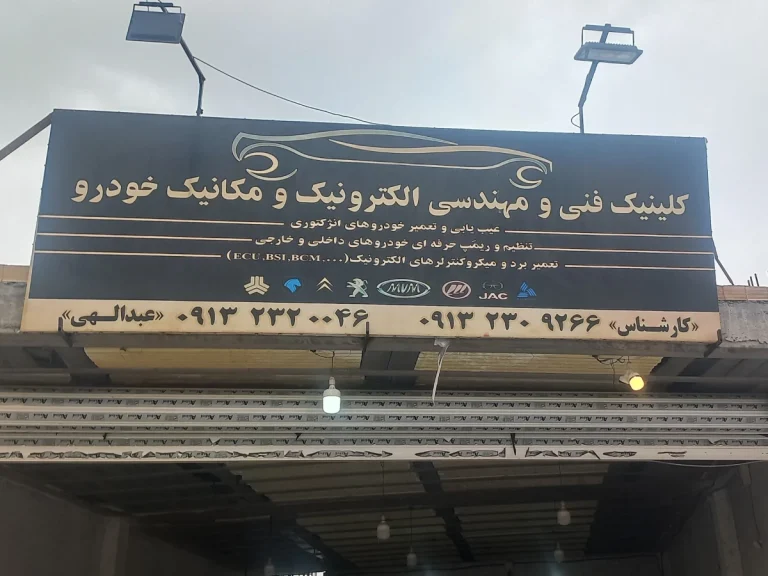 کلینیک فنی و مهندسی الکترونیک و مکانیک خودرو
عیب یابی و تعمیر خودروهای انژکتوری
تنظیم و ریمپ حرفه ای خودروهای داخلی و خارجی
تعمیر برد و میکروکنترلرهای الکترونیک(ECU,BSI,BCM....)
MVM JAC
«کارشناس» ۰۹۱۳ ۲۳۰ ۹۲۶۶ ۰۹۱۳ ۲۳۲ ۰۰۴۶ «عبدالهی»